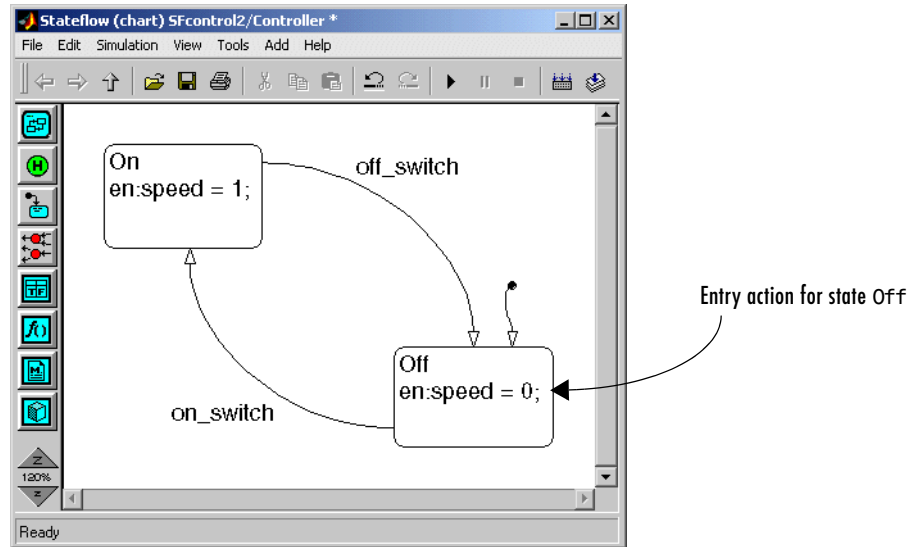 Stateflow (chart) SFcontrol2/Controller *
File Edit Simulation View Tools Add Help
H
On
en:speed = 1;
off_switch
TF
Entry action for state Off
f()
Off
en:speed = 0;
M
on_switch
Z
120%
z
Ready